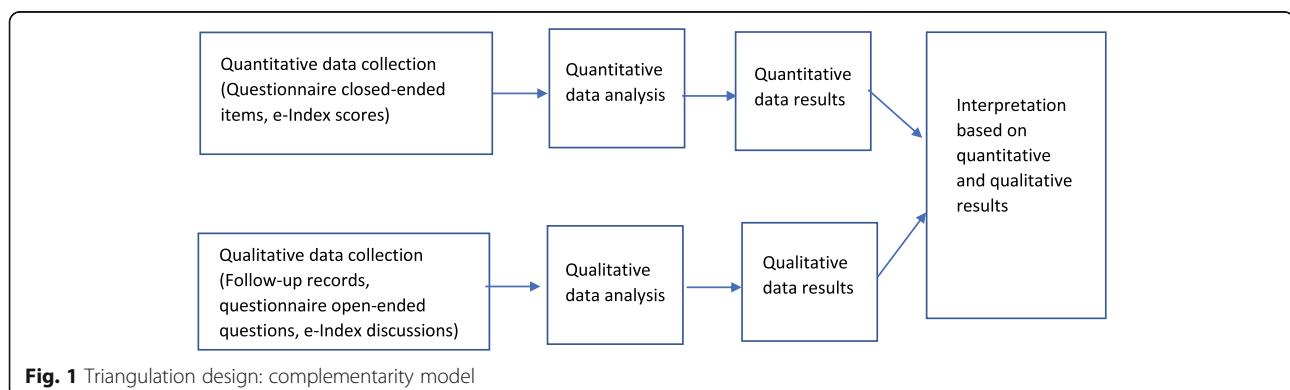 Quantitative data collection
(Questionnaire closed-ended
items, e-Index scores)
Quantitative
data analysis
Quantitative
data results
Interpretation
based on
quantitative
and qualitative
results
Qualitative data collection
(Follow-up records,
questionnaire open-ended
questions, e-Index discussions)
Qualitative
data analysis
Qualitative
data results
Fig. 1 Triangulation design: complementarity model